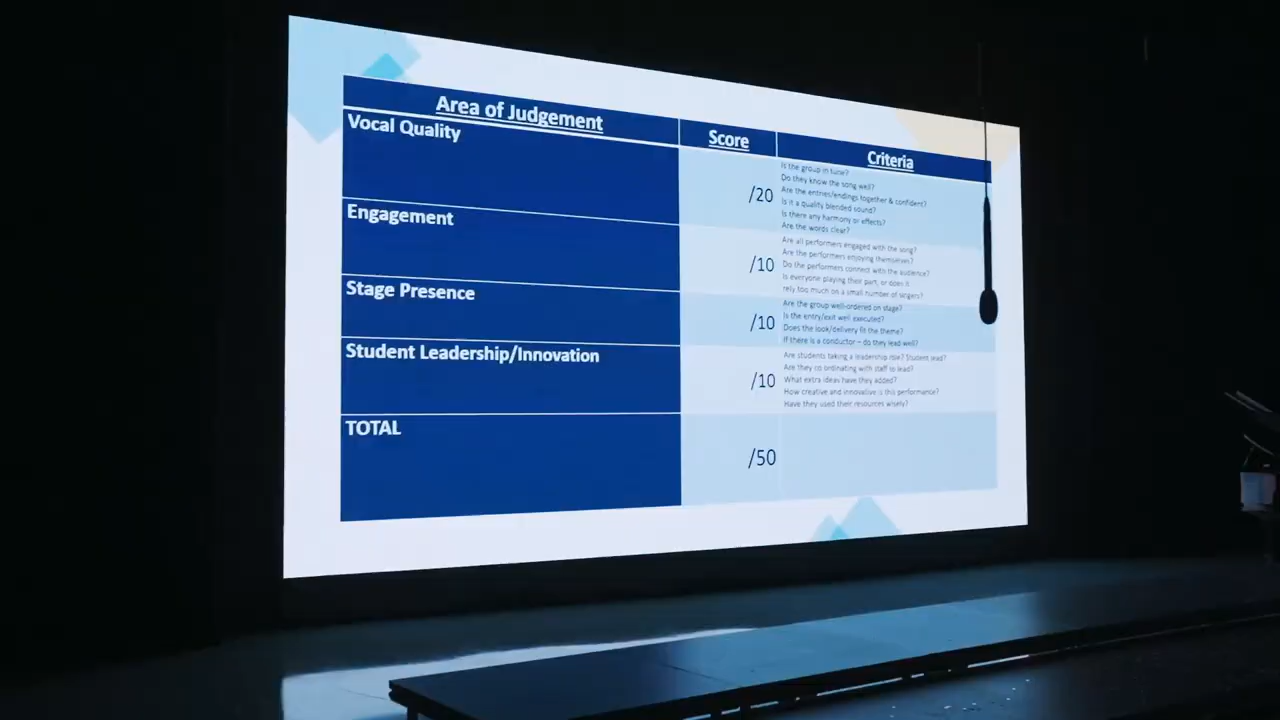 Area of Judgement
Score
Criteria
Vocal Quality
/20
Is the group in tune?
Do they know the song well?
Are the entries/endings together & confident?
Is it a quality blended sound?
Is there any harmony or effects?
Are the words clear?
Engagement
/10
Are all performers engaged with the song?
Are the performers enjoying themselves?
Do the performers connect with the audience?
Is everyone playing their part, or does it
rely too much on a small number of singers?
Stage Presence
/10
Are the group well-ordered on stage?
Is the entry/exit well executed?
Does the look/delivery fit the theme?
If there is a conductor – do they lead well?
Student Leadership/Innovation
/10
Are students taking a leadership role? Student lead?
Are they co ordinating with staff to lead?
What extra ideas have they added?
How creative and innovative is this performance?
Have they used their resources wisely?
TOTAL
/50